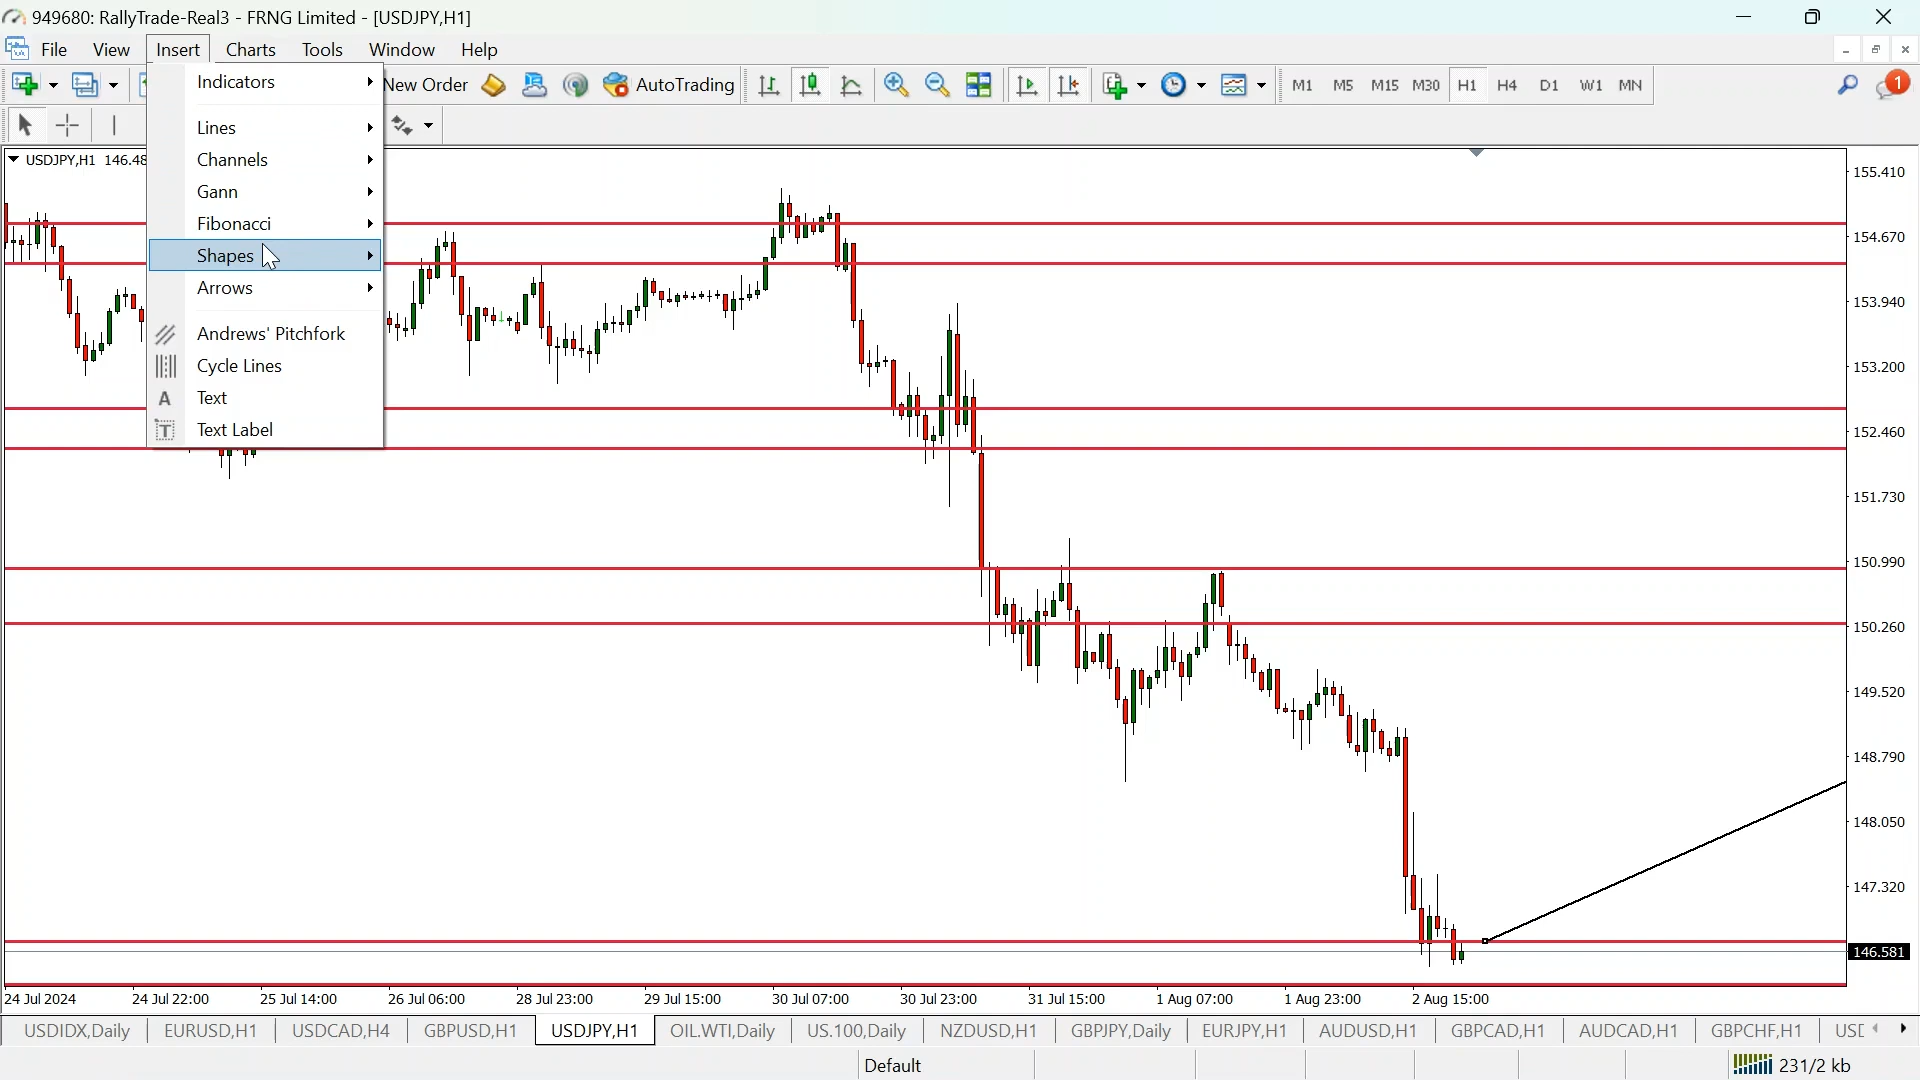 949680: RallyTrade-Real3 - FRNG Limited - [USDJPY,H1]
File View Insert Charts Tools Window Help
New Order AutoTrading M1 M5 M15 M30 H1 H4 D1 W1 MN 1
USDJPY,H1 146.48
Indicators
Lines
Channels
Gann
Fibonacci
Shapes
Arrows
Andrews' Pitchfork
Cycle Lines
A Text
T Text Label
155.410
154.670
153.940
153.200
152.460
151.730
150.990
150.260
149.520
148.790
148.050
147.320
146.581
24 Jul 2024 24 Jul 22:00 25 Jul 14:00 26 Jul 06:00 28 Jul 23:00 29 Jul 15:00 30 Jul 07:00 30 Jul 23:00 31 Jul 15:00 1 Aug 07:00 1 Aug 23:00 2 Aug 15:00
USDIDX,Daily EURUSD,H1 USDCAD,H4 GBPUSD,H1 USDJPY,H1 OIL.WTI,Daily US.100,Daily NZDUSD,H1 GBPJPY,Daily EURJPY,H1 AUDUSD,H1 GBPCAD,H1 AUDCAD,H1 GBPCHF,H1
Default 231/2 kb